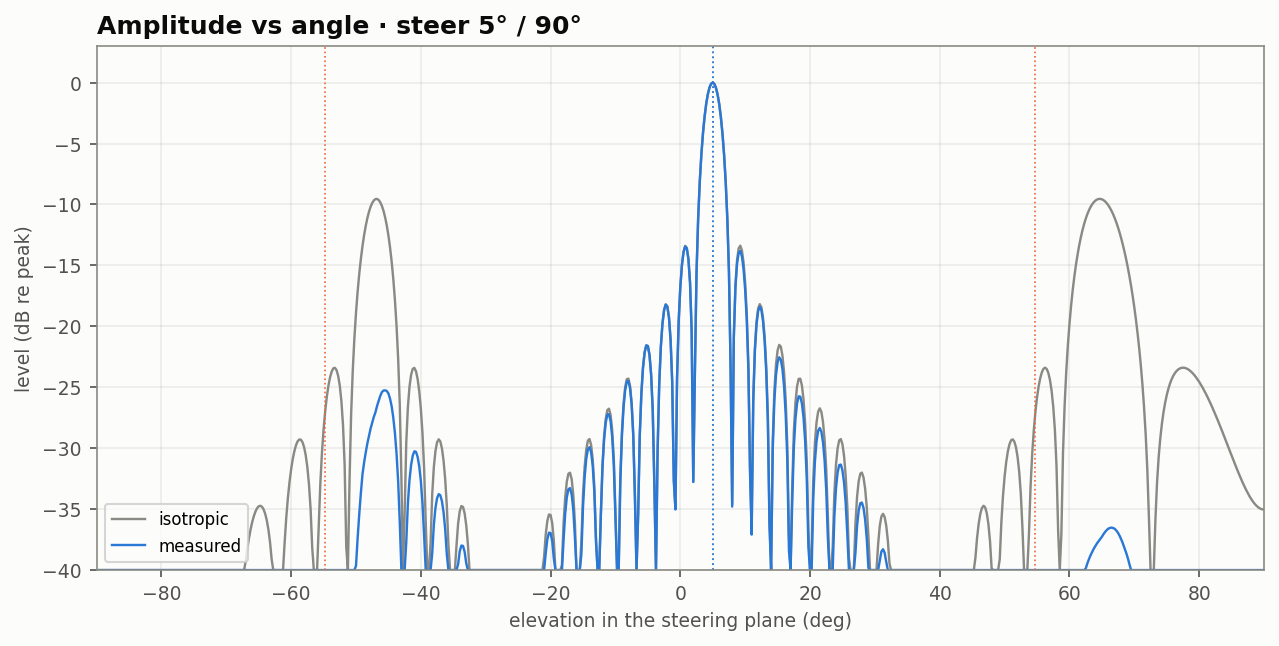 Amplitude vs angle · steer 5° / 90°
0
−5
−10
−15
−20
−25
−30
−35
−40
level (dB re peak)
isotropic
measured
−80 −60 −40 −20 0 20 40 60 80
elevation in the steering plane (deg)